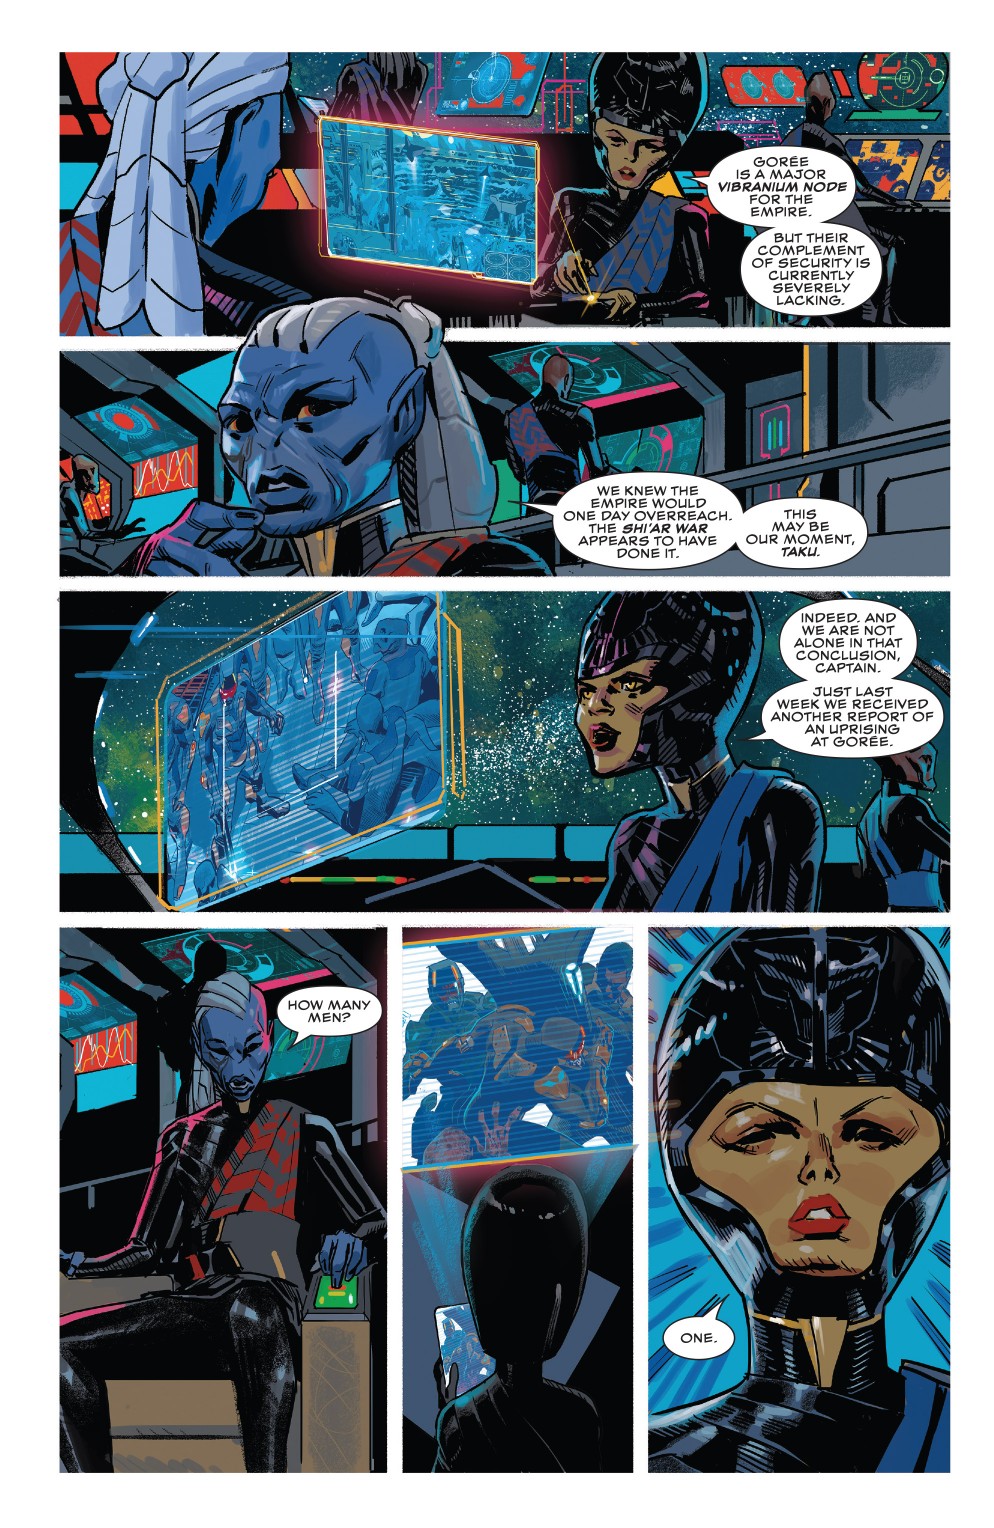 GORÉE
IS A MAJOR
VIBRANIUM NODE
FOR THE
EMPIRE.
BUT THEIR
COMPLEMENT
OF SECURITY IS
CURRENTLY
SEVERELY
LACKING.
WE KNEW THE
EMPIRE WOULD
ONE DAY OVERREACH.
THE SHI'AR WAR
APPEARS TO HAVE
DONE IT.
THIS
MAY BE
OUR MOMENT,
TAKU.
INDEED. AND
WE ARE NOT
ALONE IN THAT
CONCLUSION,
CAPTAIN.
JUST LAST
WEEK WE RECEIVED
ANOTHER REPORT OF
AN UPRISING
AT GORÉE.
HOW MANY
MEN?
ONE.